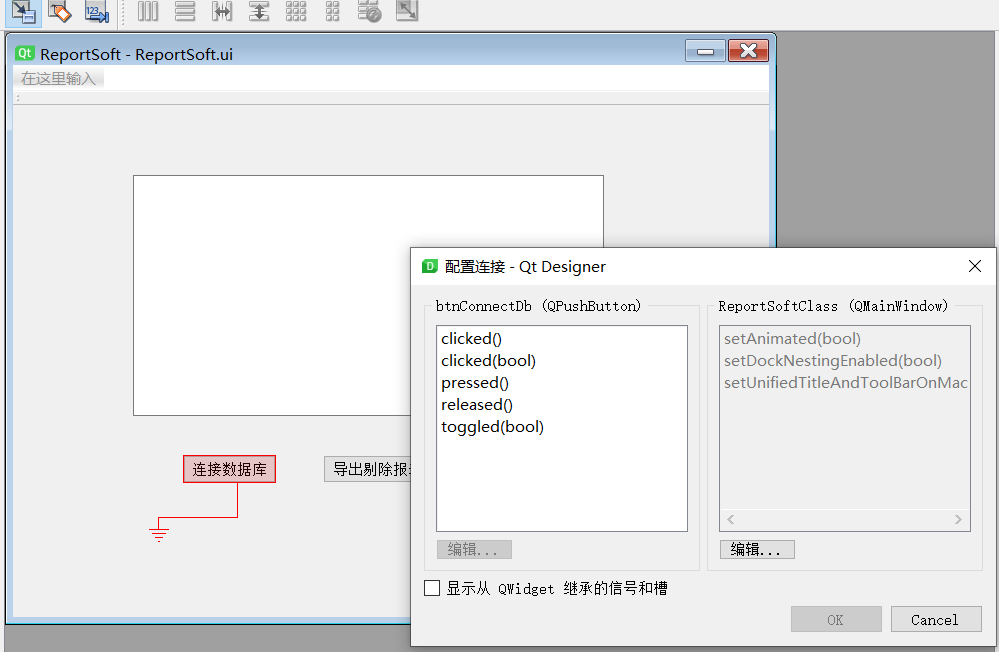 123
Qt ReportSoft - ReportSoft.ui
在这里输入
连接数据库
导出剔除报
D 配置连接 - Qt Designer
btnConnectDb (QPushButton)
clicked()
clicked(bool)
pressed()
released()
toggled(bool)
编辑...
ReportSoftClass (QMainWindow)
setAnimated(bool)
setDockNestingEnabled(bool)
setUnifiedTitleAndToolBarOnMac
编辑...
显示从 QWidget 继承的信号和槽
OK
Cancel